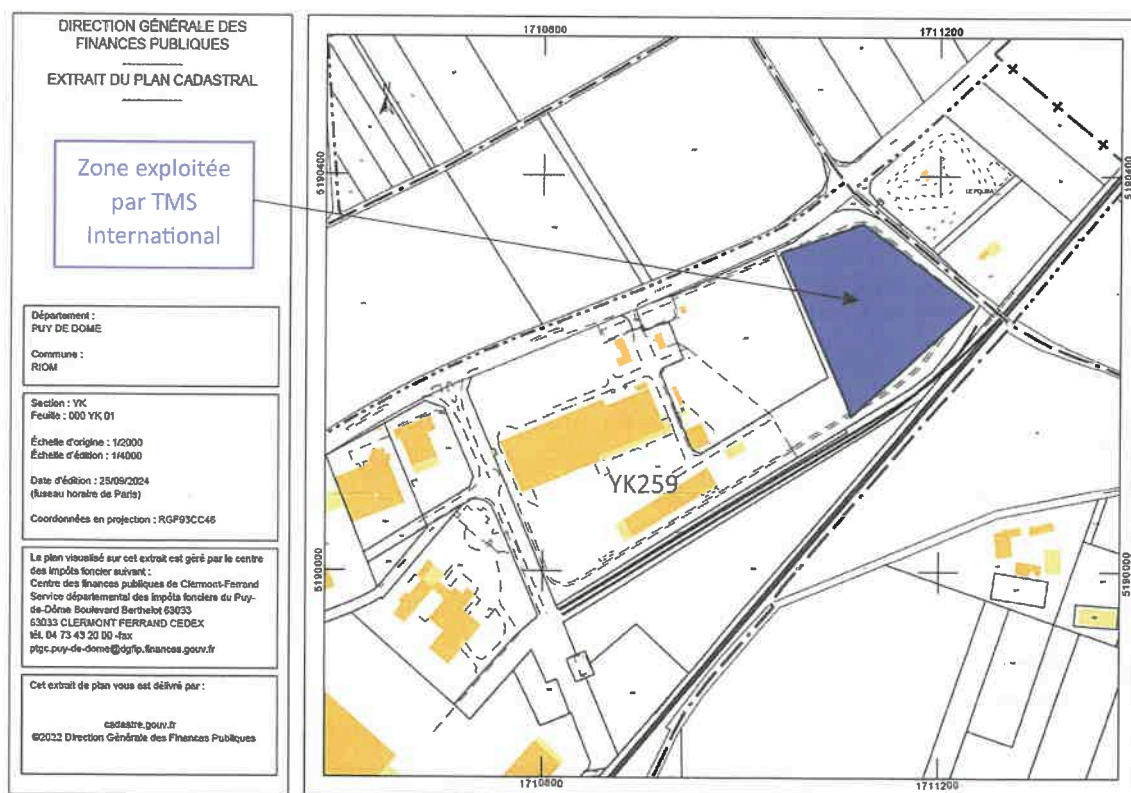 DIRECTION GÉNÉRALE DES
FINANCES PUBLIQUES
EXTRAIT DU PLAN CADASTRAL
Zone exploitée
par TMS
International
Département :
PUY DE DOME
Commune :
RIOM
Section : YK
Feuille : 000 YK 01
Échelle d'origine : 1/2000
Échelle d'édition : 1/4000
Date d'édition : 25/09/2024
(fuseau horaire de Paris)
Coordonnées en projection : RGF93CC46
Le plan visualisé sur cet extrait est géré par le centre
des impôts foncier suivant :
Centre des finances publiques de Clermont-Ferrand
Service départemental des impôts fonciers du Puy-
de-Dôme Boulevard Berthelot 63033
63033 CLERMONT FERRAND CEDEX
tél. 04 73 43 20 00 -fax
ptgc.puy-de-dome@dgfip.finances.gouv.fr
Cet extrait de plan vous est délivré par :
cadastre.gouv.fr
©2022 Direction Générale des Finances Publiques
1710800
1711200
5190400
5190400
YK259
5190000
5190000
1710800
1711200